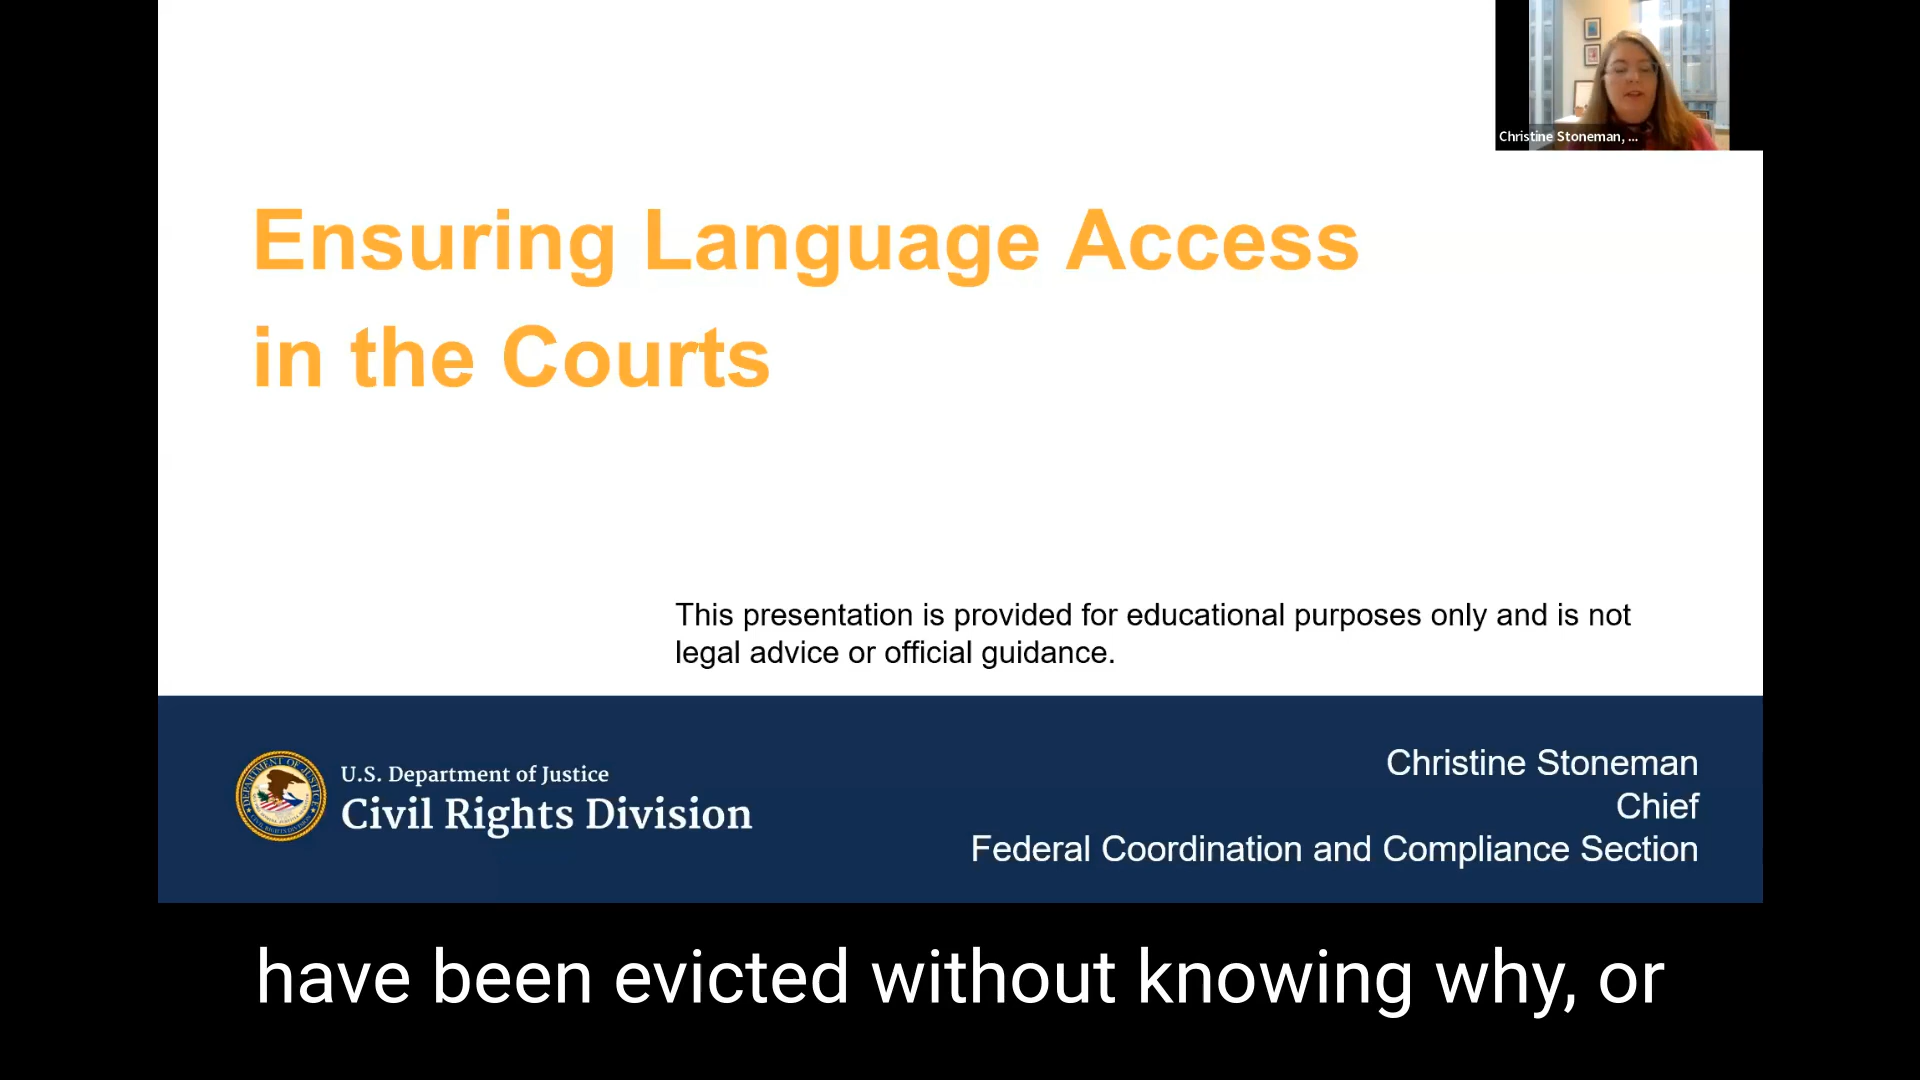 Christine Stoneman, ...
Ensuring Language Access
in the Courts
This presentation is provided for educational purposes only and is not
legal advice or official guidance.
U.S. Department of Justice
Civil Rights Division
Christine Stoneman
Chief
Federal Coordination and Compliance Section
have been evicted without knowing why, or